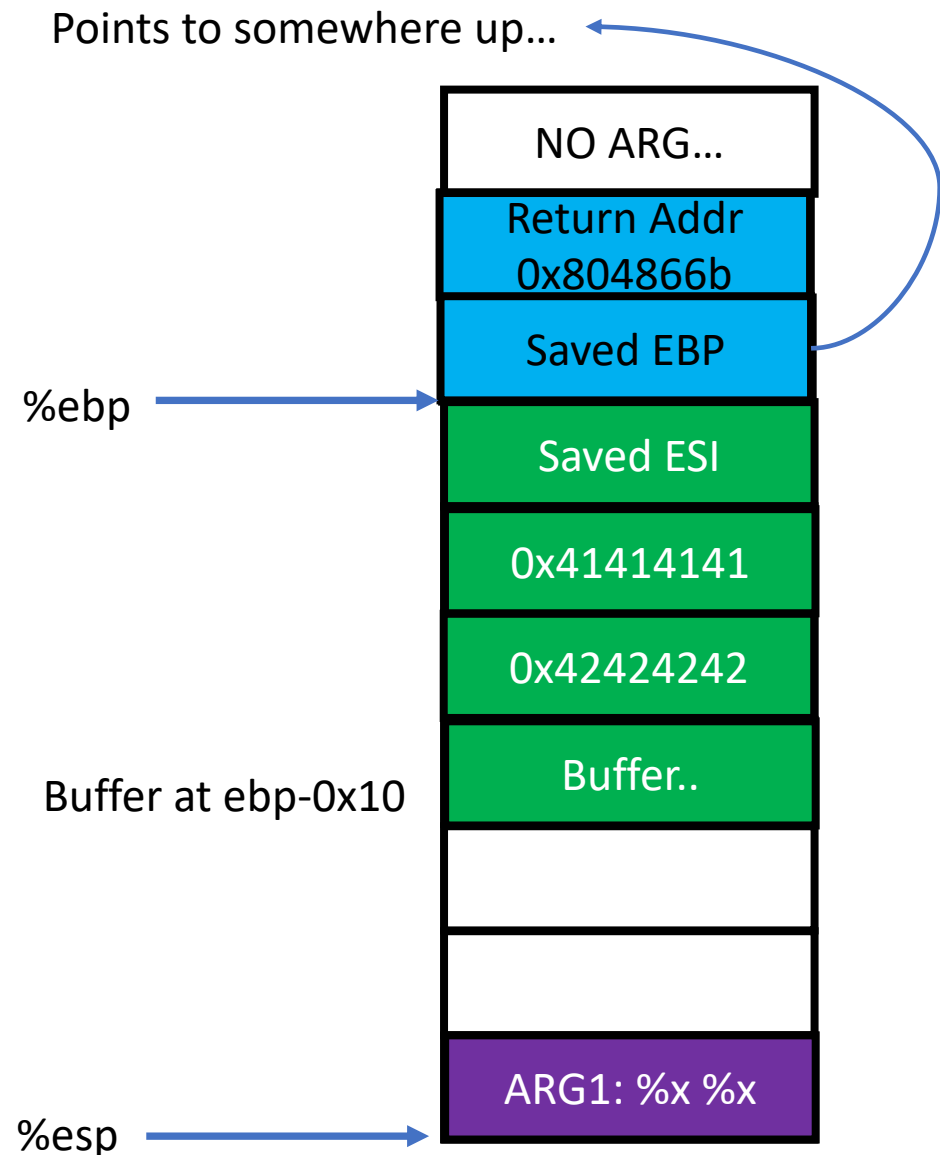 Points to somewhere up...
NO ARG...
Return Addr
0x804866b
Saved EBP
%ebp
Saved ESI
0x41414141
0x42424242
Buffer..
Buffer at ebp-0x10
ARG1: %x %x
%esp